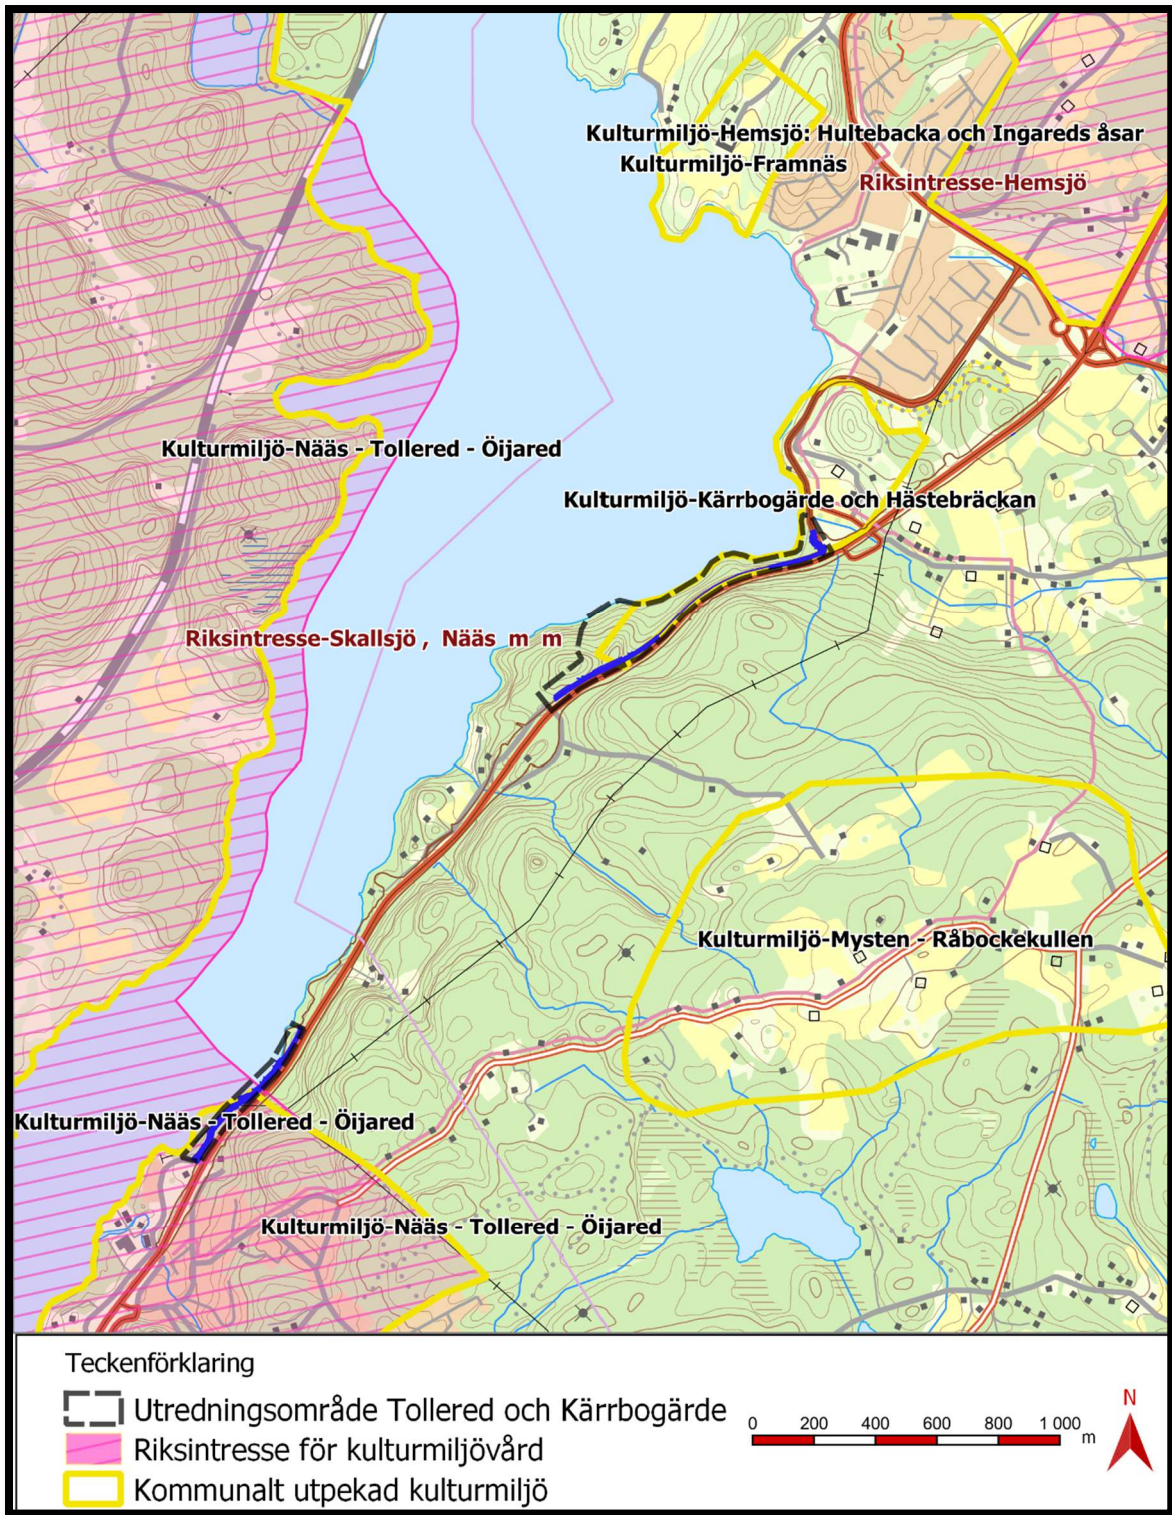 Kulturmiljö-Hemsjö: Hultebacka och Ingareds åsar
Kulturmiljö-Framnäs
Riksintresse-Hemsjö
Kulturmiljö-Nääs - Tollered - Öijared
Kulturmiljö-Kärrbogärde och Hästebräckan
Riksintresse-Skallsjö , Nääs m m
Kulturmiljö-Mysten - Råbockekullen
Kulturmiljö-Nääs - Tollered - Öijared
Kulturmiljö-Nääs - Tollered - Öijared
Teckenförklaring
Utredningsområde Tollered och Kärrbogärde
Riksintresse för kulturmiljövård
Kommunalt utpekad kulturmiljö
0 200 400 600 800 1 000
m
N